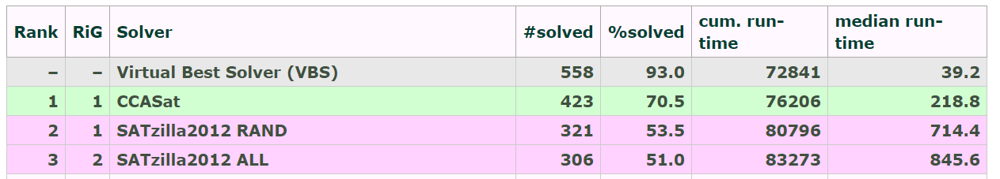 Rank RiG Solver #solved %solved cum. run-time median run-time
– – Virtual Best Solver (VBS) 558 93.0 72841 39.2
1 1 CCASat 423 70.5 76206 218.8
2 1 SATzilla2012 RAND 321 53.5 80796 714.4
3 2 SATzilla2012 ALL 306 51.0 83273 845.6